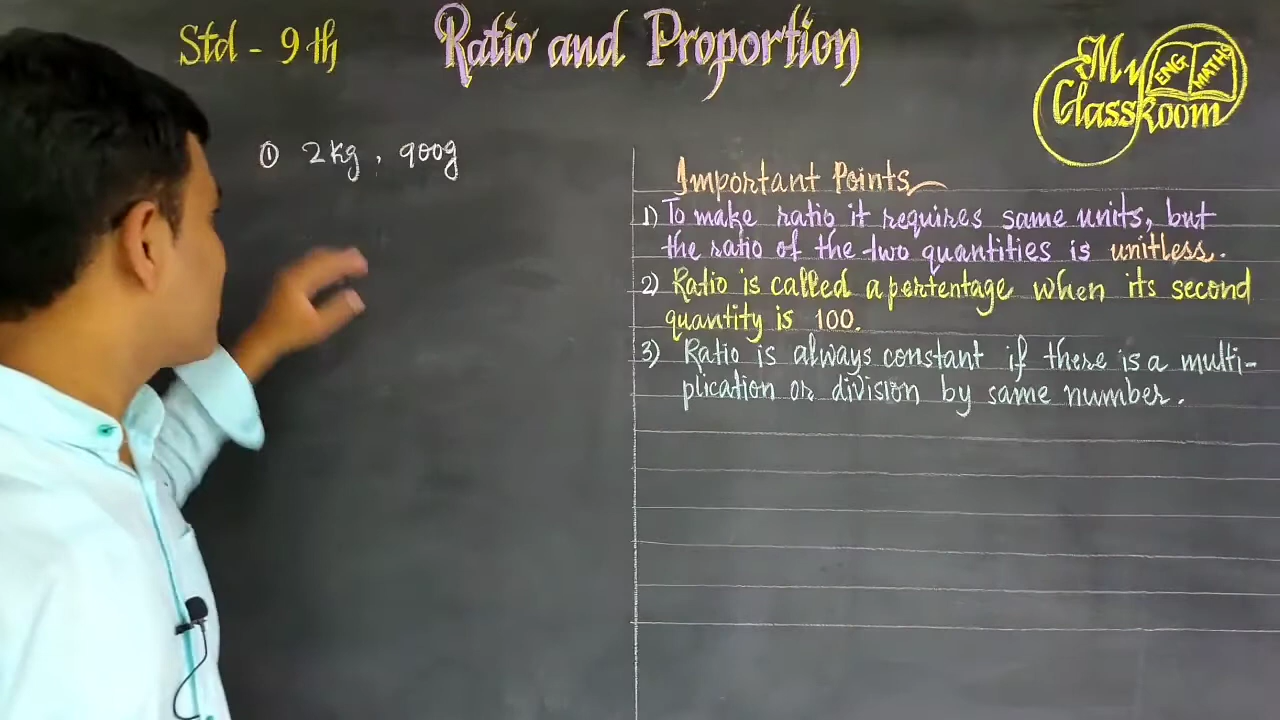 Std - 9th
Ratio and Proportion
My
ENG MATHS
Classroom
① 2kg , 900g
Important Points
1) To make ratio it requires same units, but
the ratio of the two quantities is unitless.
2) Ratio is called a pertentage when its second
quantity is 100.
3) Ratio is always constant if there is a multi-
plication or division by same number.